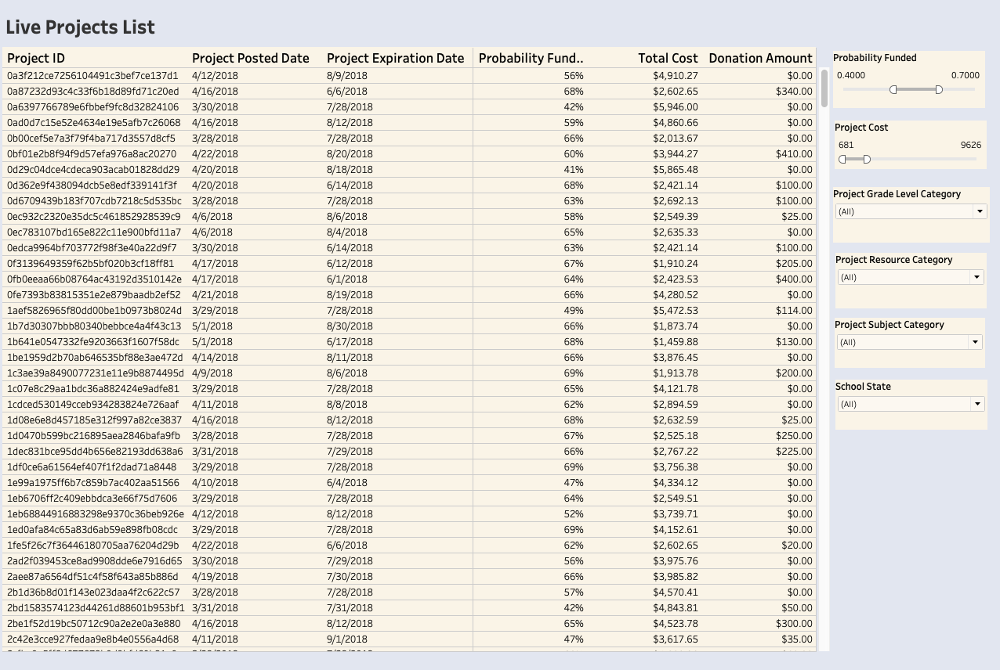 Live Projects List
Project ID Project Posted Date Project Expiration Date Probability Fund.. Total Cost Donation Amount
0a3f212ce7256104491c3bef7ce137d1 4/12/2018 8/9/2018 56% $4,910.27 $0.00
0a87232d93c4c33f6b18d89fd71c20ed 4/16/2018 6/6/2018 68% $2,602.65 $340.00
0a6397766789e6fbbef9fc8d32824106 3/30/2018 7/28/2018 42% $5,946.00 $0.00
0ad0d7c15e52e4634e19e5afb7c26068 4/16/2018 8/12/2018 59% $4,860.66 $0.00
0b00cef5e7a3f79f4ba717d3557d8cf5 3/28/2018 7/28/2018 66% $2,013.67 $0.00
0bf01e2b8f94f9d57efa976a8ac20270 4/22/2018 8/20/2018 60% $3,944.27 $410.00
0d29c04dce4cdeca903acab01828dd29 4/20/2018 8/18/2018 41% $5,865.48 $0.00
0d362e9f438094dcb5e8edf339141f3f 4/20/2018 6/14/2018 68% $2,421.14 $100.00
0d6709439b183f707cdb7218c5d535bc 3/28/2018 7/28/2018 63% $2,692.13 $100.00
0ec932c2320e35dc5c461852928539c9 4/6/2018 8/6/2018 58% $2,549.39 $25.00
0ec783107bd165e822c11e900bfd11a7 4/6/2018 8/4/2018 65% $2,635.33 $0.00
0edca9964bf703772f98f3e40a22d9f7 3/30/2018 6/14/2018 63% $2,421.14 $100.00
0f3139649359f62b5bf020b3cf18ff81 4/17/2018 6/12/2018 67% $1,910.24 $205.00
0fb0eeaa66b08764ac43192d3510142e 4/17/2018 6/1/2018 64% $2,423.53 $400.00
0fe7393b83815351e2e879baadb2ef52 4/21/2018 8/19/2018 66% $4,280.52 $0.00
1aef5826965f80dd00be1b0973b8024d 3/29/2018 7/28/2018 49% $5,472.53 $114.00
1b7d30307bbb80340bebbce4a4f43c13 5/1/2018 8/30/2018 66% $1,873.74 $0.00
1b641e0547332fe9203663f1607f58dc 5/1/2018 6/17/2018 68% $1,459.88 $130.00
1be1959d2b70ab646535bf88e3ae472d 4/14/2018 8/11/2018 66% $3,876.45 $0.00
1c3ae39a8490077231e11e9b8874495d 4/9/2018 8/6/2018 69% $1,913.78 $200.00
1c07e8c29aa1bdc36a882424e9adfe81 3/29/2018 7/28/2018 65% $4,121.78 $0.00
1cdced530149cceb934283824e726aaf 4/11/2018 8/8/2018 62% $2,894.59 $0.00
1d08e6e8d457185e312f997a82ce3837 4/16/2018 8/12/2018 68% $2,632.59 $25.00
1d0470b599bc216895aea2846bafa9fb 3/28/2018 7/28/2018 67% $2,525.18 $250.00
1dec831bce95dd4b656e82193dd638a6 3/31/2018 7/29/2018 66% $2,767.22 $225.00
1df0ce6a61564ef407f1f2dad71a8448 3/29/2018 7/28/2018 69% $3,756.38 $0.00
1e99a1975ff6b7c859b7ac402aa51566 4/10/2018 6/4/2018 47% $4,334.12 $0.00
1eb6706ff2c409ebbdca3e66f75d7606 3/29/2018 7/28/2018 64% $2,549.51 $0.00
1eb68844916883298e9370c36beb926e 4/12/2018 8/12/2018 52% $3,739.71 $0.00
1ed0afa84c65a83d6ab59e898fb08cdc 3/29/2018 7/28/2018 69% $4,152.61 $0.00
1fe5f26c7f36446180705aa76204d29b 4/22/2018 6/6/2018 62% $2,602.65 $20.00
2ad2f039453ce8ad9908dde6e7916d65 3/30/2018 7/29/2018 56% $3,975.76 $0.00
2aee87a6564df51c4f58f643a85b886d 4/19/2018 7/30/2018 66% $3,985.82 $0.00
2b1d36b8d01f143e023daa4f2c622c57 3/28/2018 7/28/2018 57% $4,570.41 $0.00
2bd1583574123d44261d88601b953bf1 3/31/2018 7/31/2018 42% $4,843.81 $50.00
2be1f52d19bc50712c90a2e2e0a3e880 4/16/2018 8/12/2018 65% $4,523.78 $300.00
2c42e3cce927fedaa9e8b4e0556a4d68 4/11/2018 9/1/2018 47% $3,617.65 $35.00
Probability Funded
0.4000 0.7000
Project Cost
681 9626
Project Grade Level Category
(All)
Project Resource Category
(All)
Project Subject Category
(All)
School State
(All)